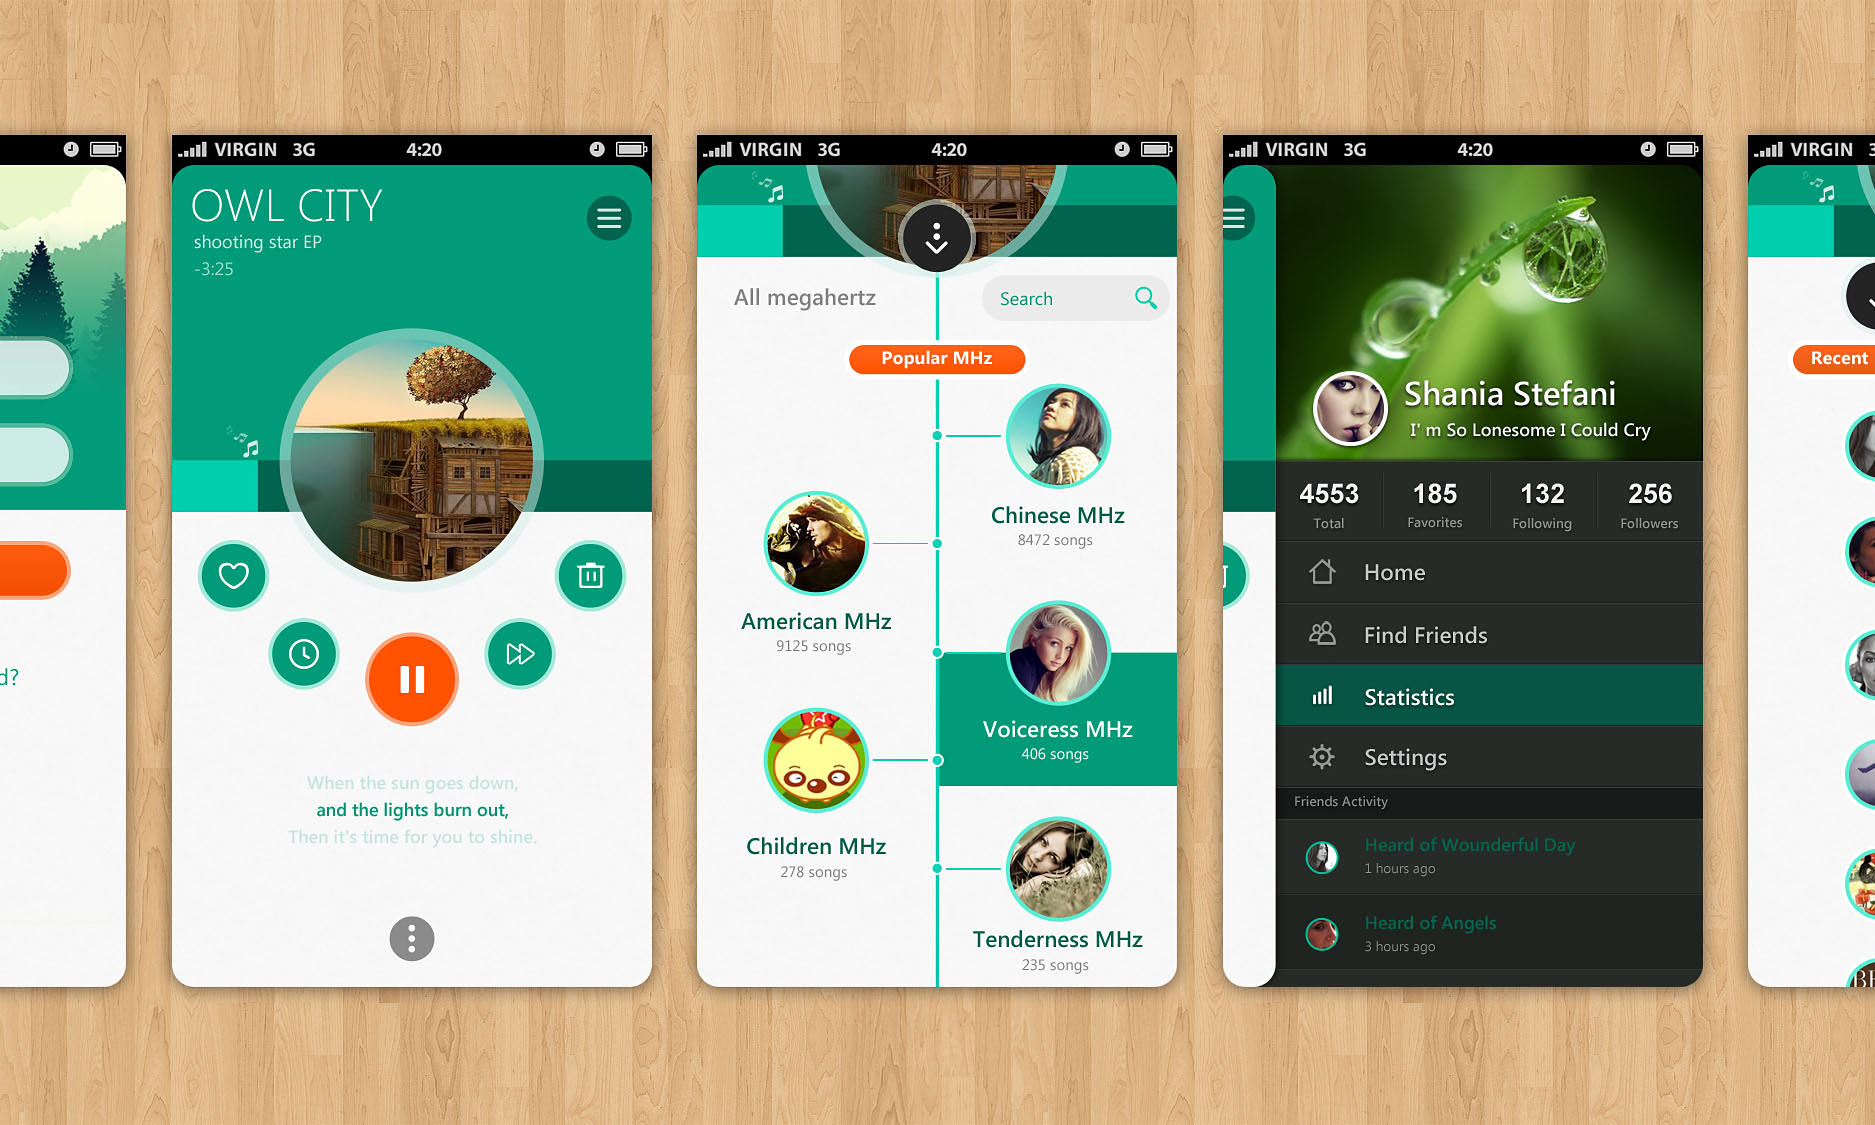 d?
VIRGIN 3G 4:20
OWL CITY
shooting star EP
-3:25
When the sun goes down,
and the lights burn out,
Then it's time for you to shine.
VIRGIN 3G 4:20
All megahertz
Search
Popular MHz
Chinese MHz
8472 songs
American MHz
9125 songs
Voiceress MHz
406 songs
Children MHz
278 songs
Tenderness MHz
235 songs
VIRGIN 3G 4:20
Shania Stefani
I' m So Lonesome I Could Cry
4553 185 132 256
Total Favorites Following Followers
Home
Find Friends
Statistics
Settings
Friends Activity
Heard of Wounderful Day
1 hours ago
Heard of Angels
3 hours ago
VIRGIN 3
Recent